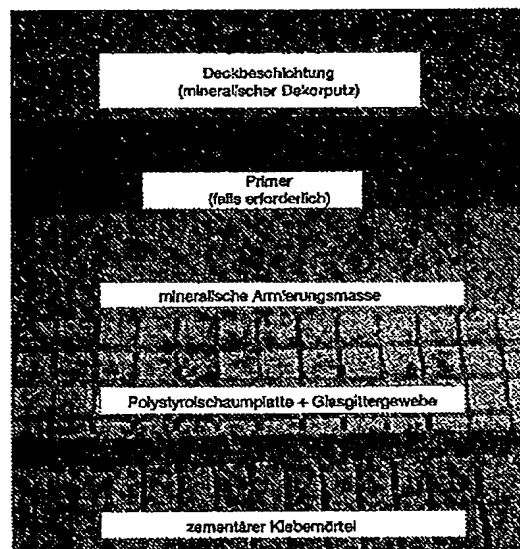 Deckbeschichtung
(mineralischer Dekorputz)
Primer
(falls erforderlich)
mineralische Armierungsmasse
Polystyrolschaumplatte + Glasgittergewebe
zementärer Klebemörtel